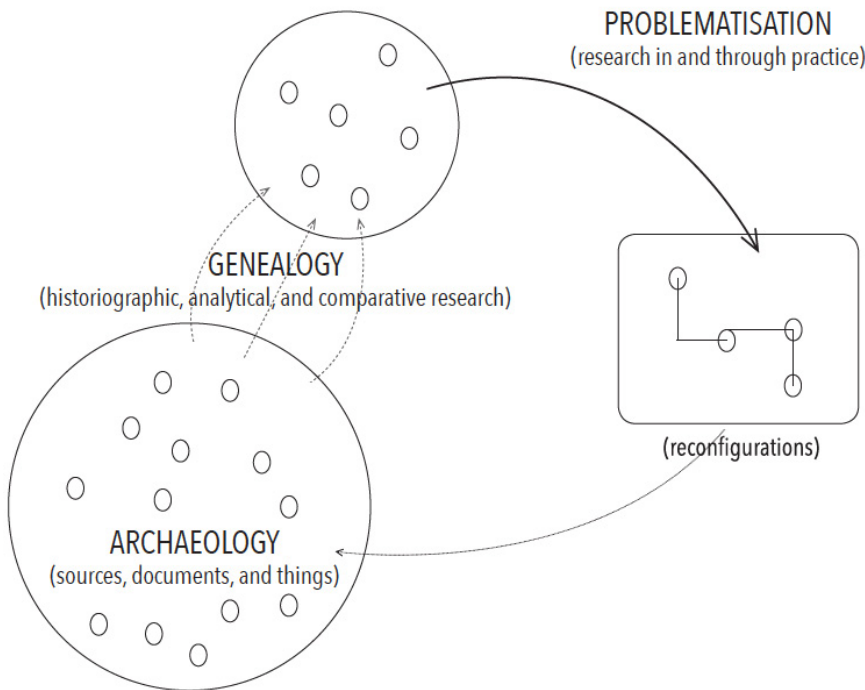 PROBLEMATISATION
(research in and through practice)
GENEALOGY
(historiographic, analytical, and comparative research)
(reconfigurations)
ARCHAEOLOGY
(sources, documents, and things)